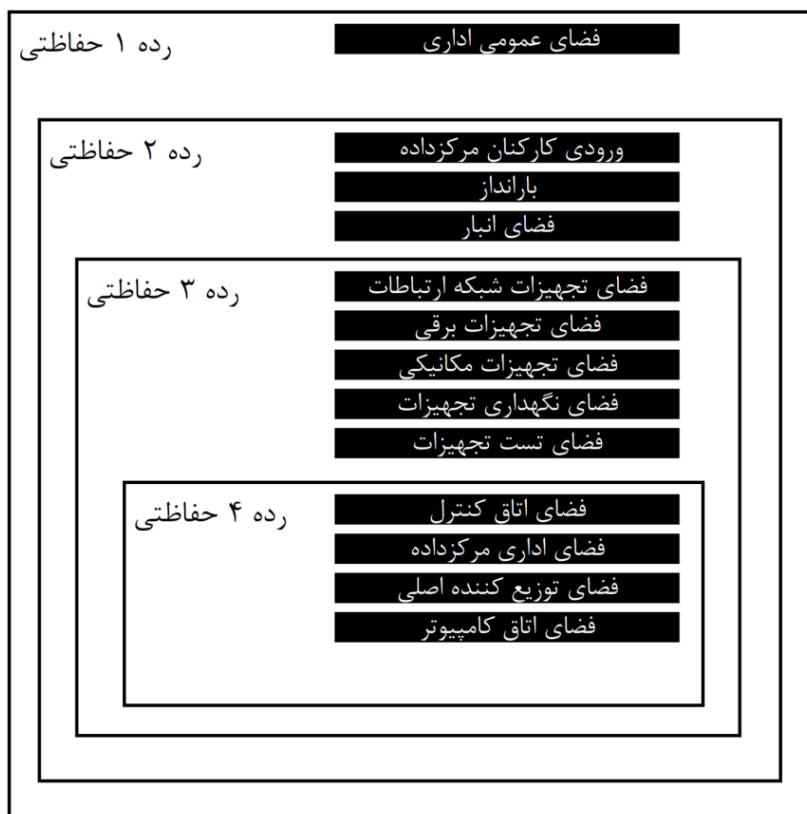 رده ۱ حفاظتی
فضای عمومی اداری
رده ۲ حفاظتی
ورودی کارکنان مرکزداده
بارانداز
فضای انبار
رده ۳ حفاظتی
فضای تجهیزات شبکه ارتباطات
فضای تجهیزات برقی
فضای تجهیزات مکانیکی
فضای نگهداری تجهیزات
فضای تست تجهیزات
رده ۴ حفاظتی
فضای اتاق کنترل
فضای اداری مرکزداده
فضای توزیع کننده اصلی
فضای اتاق کامپیوتر